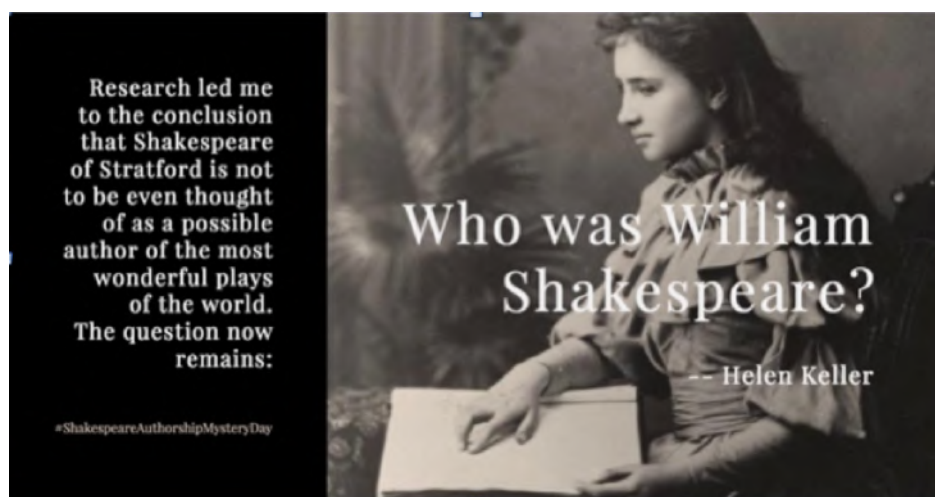 Research led me
to the conclusion
that Shakespeare
of Stratford is not
to be even thought
of as a possible
author of the most
wonderful plays
of the world.
The question now
remains:
#ShakespeareAuthorshipMysteryDay
Who was William
Shakespeare?
-- Helen Keller